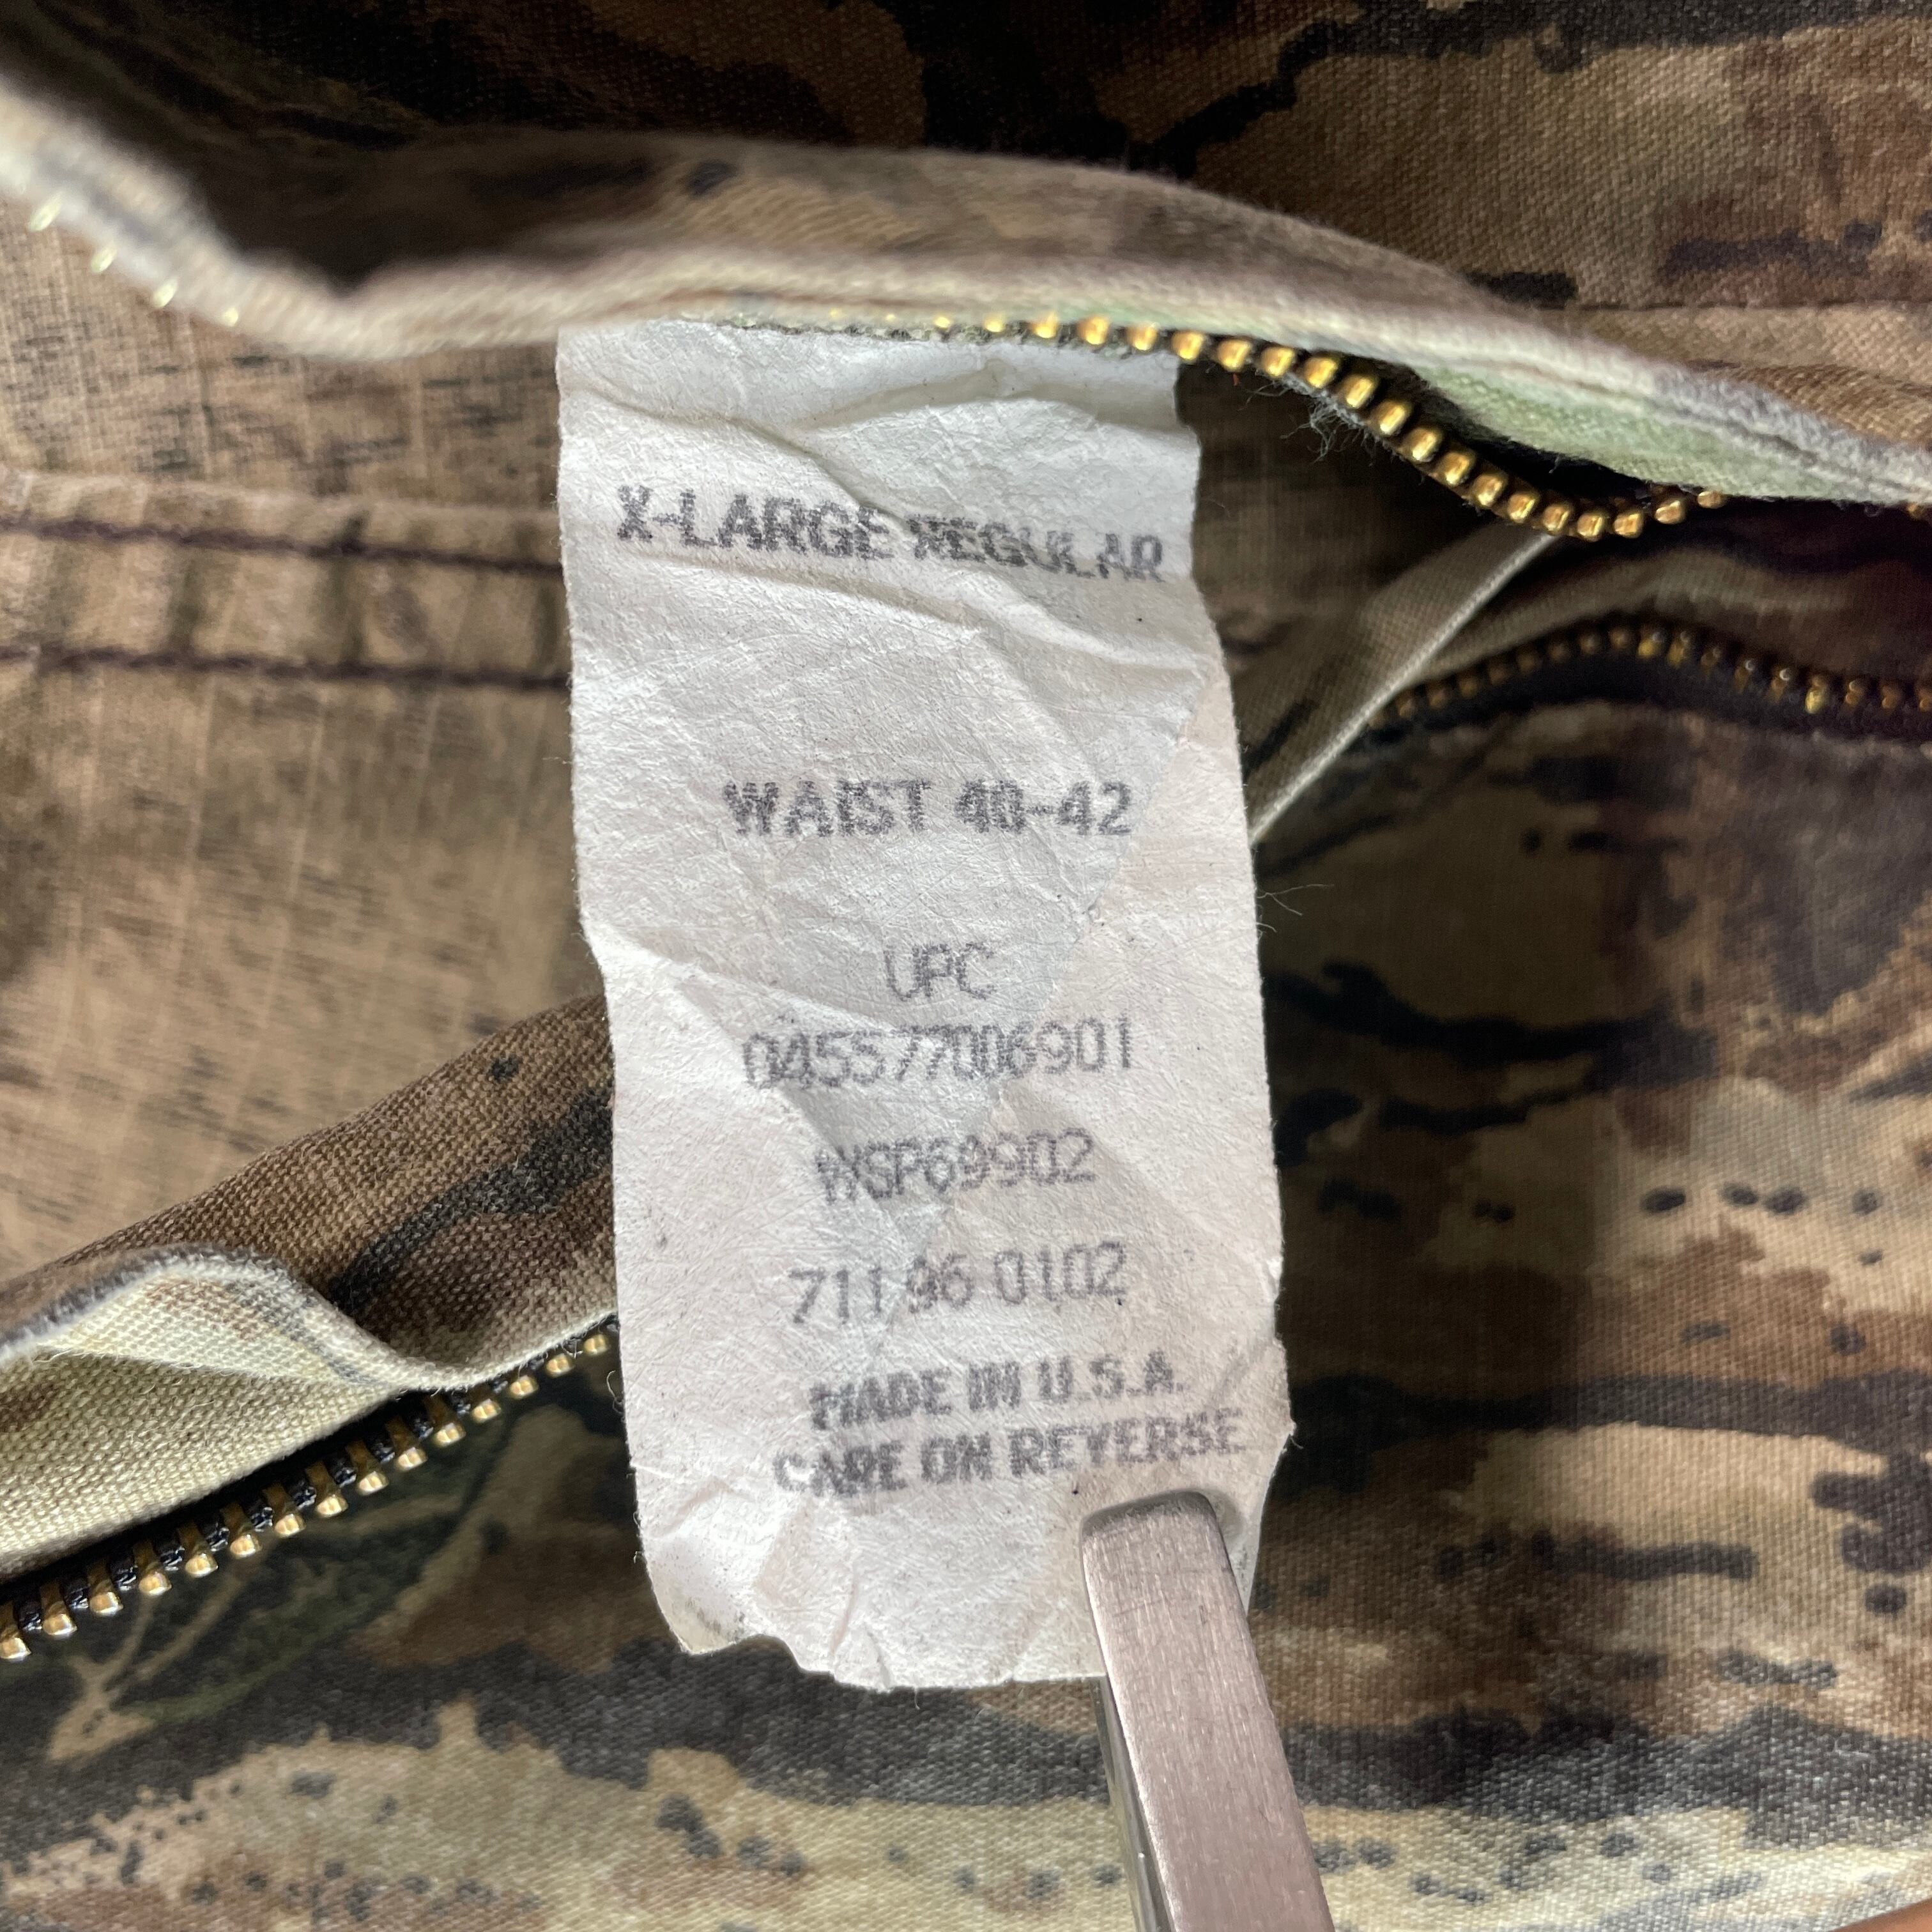 X-LARGE REGULAR
WAIST 40-42
UPC
045577006901
WSP69902
711 96 0102
MADE IN U.S.A.
CARE ON REVERSE